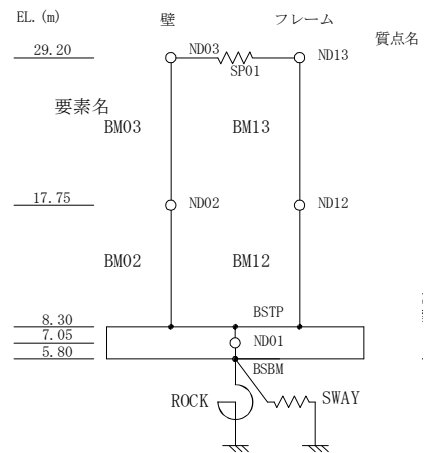 EL. (m)
壁
フレーム
質点名
29.20
ND03
ND13
SP01
要素名
BM03
BM13
17.75
ND02
ND12
BM02
BM12
8.30
BSTP
7.05
ND01
5.80
BSBM
ROCK
SWAY